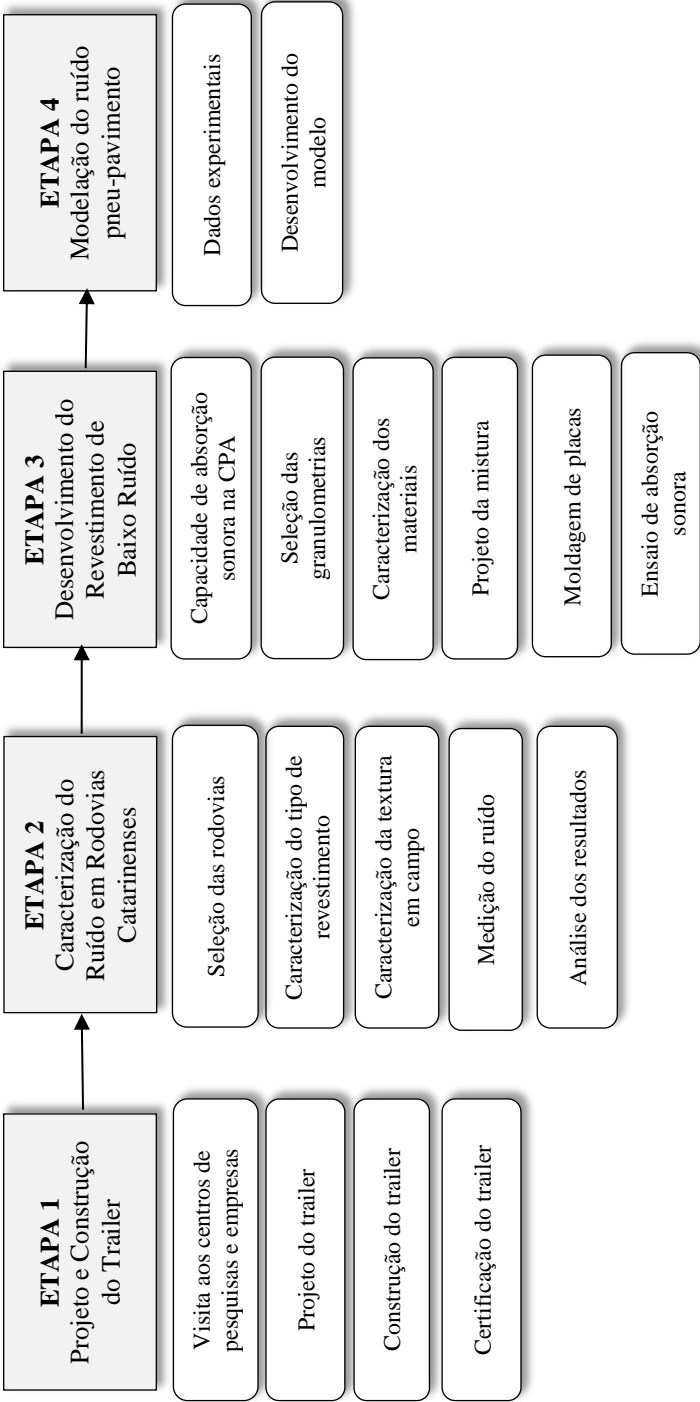 ETAPA 1
Projeto e Construção
do Trailer
Visita aos centros de
pesquisas e empresas
Projeto do trailer
Construção do trailer
Certificação do trailer
ETAPA 2
Caracterização do
Ruído em Rodovias
Catarinenses
Seleção das rodovias
Caracterização do tipo de
revestimento
Caracterização da textura
em campo
Medição do ruído
Análise dos resultados
ETAPA 3
Desenvolvimento do
Revestimento de
Baixo Ruído
Capacidade de absorção
sonora na CPA
Seleção das
granulometrias
Caracterização dos
materiais
Projeto da mistura
Moldagem de placas
Ensaio de absorção
sonora
ETAPA 4
Modelação do ruído
pneu-pavimento
Dados experimentais
Desenvolvimento do
modelo